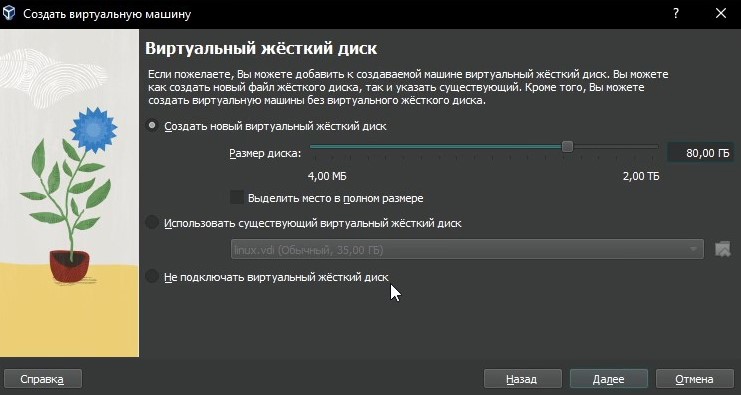 Создать виртуальную машину
Виртуальный жёсткий диск
Если пожелаете, Вы можете добавить к создаваемой машине виртуальный жёсткий диск. Вы можете
как создать новый файл жёсткого диска, так и указать существующий. Кроме того, Вы можете
создать виртуальную машины без виртуального жёсткого диска.
Создать новый виртуальный жёсткий диск
Размер диска: 80,00 ГБ
4,00 МБ 2,00 ТБ
Выделить место в полном размере
Использовать существующий виртуальный жёсткий диск
linux.vdi (Обычный, 35,00 ГБ)
Не подключать виртуальный жёсткий диск
Справка Назад Далее Отмена